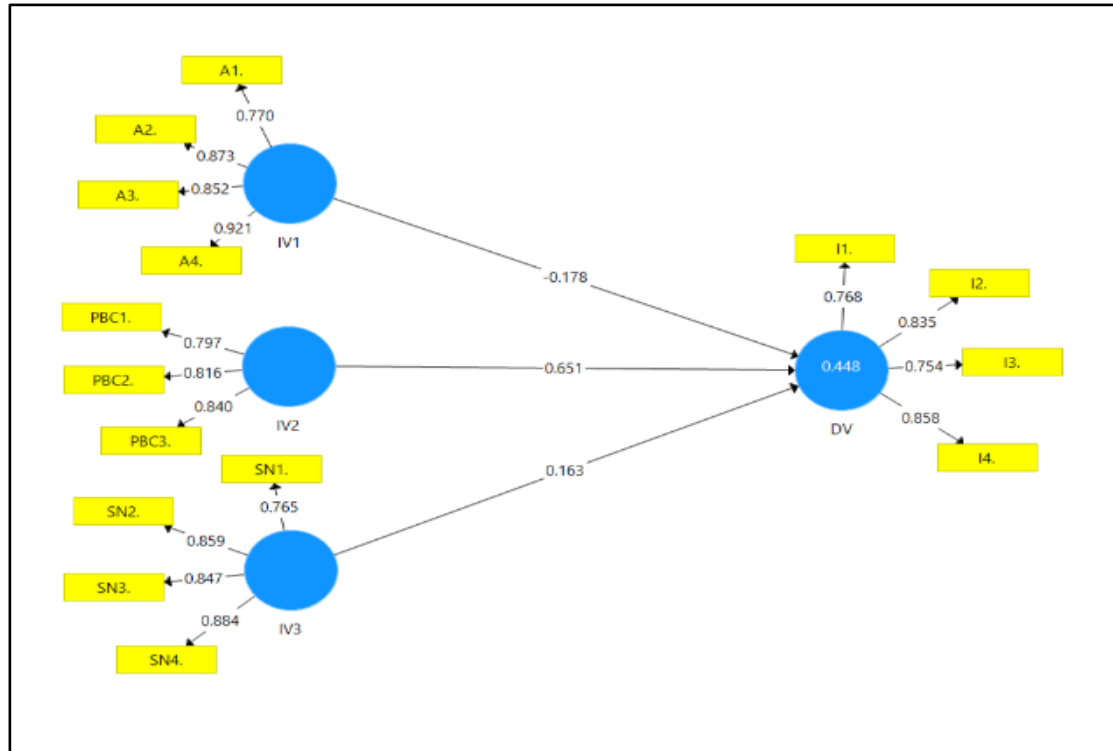 A1.
0.770
A2.
0.873
A3.
0.852
0.921
A4.
IV1
-0.178
PBC1.
0.797
PBC2.
0.816
0.840
PBC3.
IV2
0.651
SN1.
0.765
SN2.
0.859
SN3.
0.847
0.884
SN4.
IV3
0.163
I1.
0.768
I2.
0.835
0.448
0.754
I3.
0.858
DV
I4.